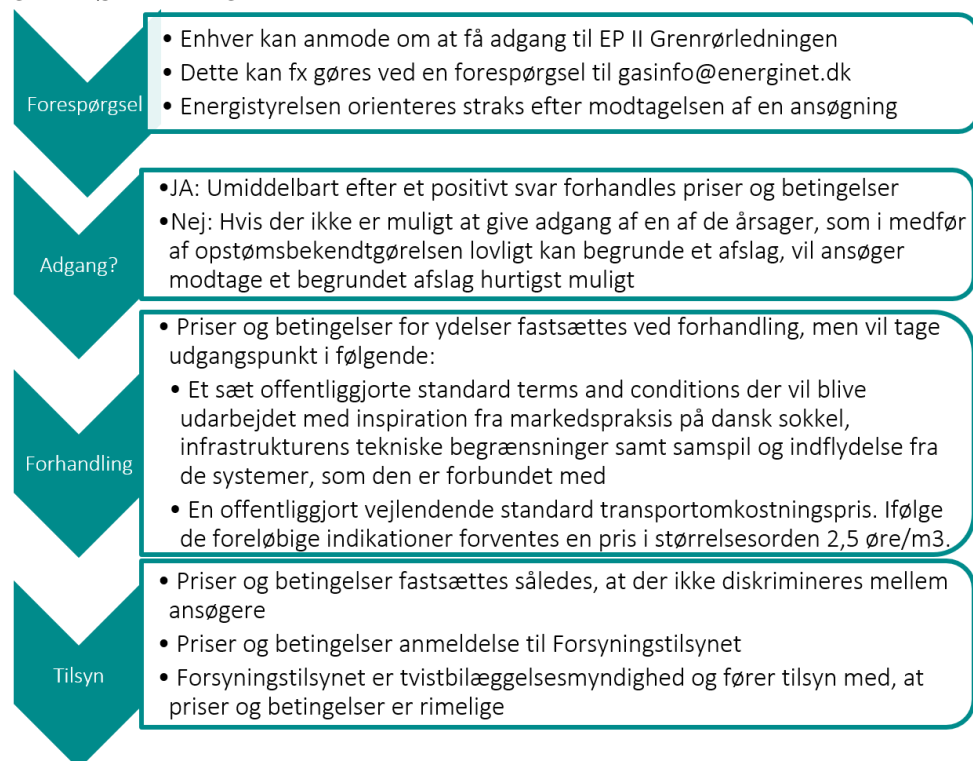 Forespørgsel
• Enhver kan anmode om at få adgang til EP II Grenrørledningen
• Dette kan fx gøres ved en forespørgsel til gasinfo@energinet.dk
• Energistyrelsen orienteres straks efter modtagelsen af en ansøgning
Adgang?
•JA: Umiddelbart efter et positivt svar forhandles priser og betingelser
•Nej: Hvis der ikke er muligt at give adgang af en af de årsager, som i medfør
af opstømsbekendtgørelsen lovligt kan begrunde et afslag, vil ansøger
modtage et begrundet afslag hurtigst muligt
Forhandling
• Priser og betingelser for ydelser fastsættes ved forhandling, men vil tage
udgangspunkt i følgende:
• Et sæt offentliggjorte standard terms and conditions der vil blive
udarbejdet med inspiration fra markedspraksis på dansk sokkel,
infrastrukturens tekniske begrænsninger samt samspil og indflydelse fra
de systemer, som den er forbundet med
• En offentliggjort vejlendende standard transportomkostningspris. Ifølge
de foreløbige indikationer forventes en pris i størrelsesorden 2,5 øre/m3.
Tilsyn
• Priser og betingelser fastsættes således, at der ikke diskrimineres mellem
ansøgere
• Priser og betingelser anmeldelse til Forsyningstilsynet
• Forsyningstilsynet er tvistbilæggelsesmyndighed og fører tilsyn med, at
priser og betingelser er rimelige